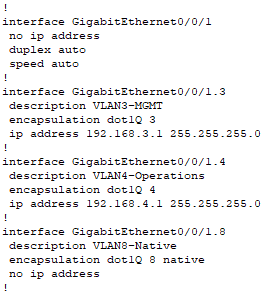 !
interface GigabitEthernet0/0/1
no ip address
duplex auto
speed auto
!
interface GigabitEthernet0/0/1.3
description VLAN3-MGMT
encapsulation dot1Q 3
ip address 192.168.3.1 255.255.255.0
!
interface GigabitEthernet0/0/1.4
description VLAN4-Operations
encapsulation dot1Q 4
ip address 192.168.4.1 255.255.255.0
!
interface GigabitEthernet0/0/1.8
description VLAN8-Native
encapsulation dot1Q 8 native
no ip address
!